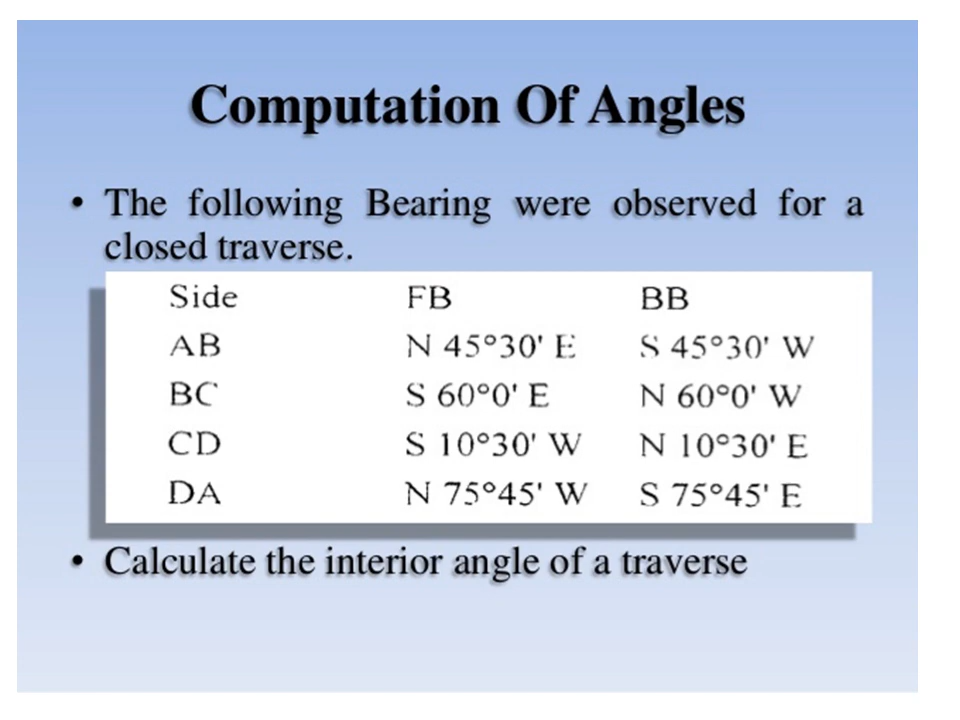 Computation Of Angles
• The following Bearing were observed for a
closed traverse.
Side FB BB
AB N 45°30' E S 45°30' W
BC S 60°0' E N 60°0' W
CD S 10°30' W N 10°30' E
DA N 75°45' W S 75°45' E
• Calculate the interior angle of a traverse